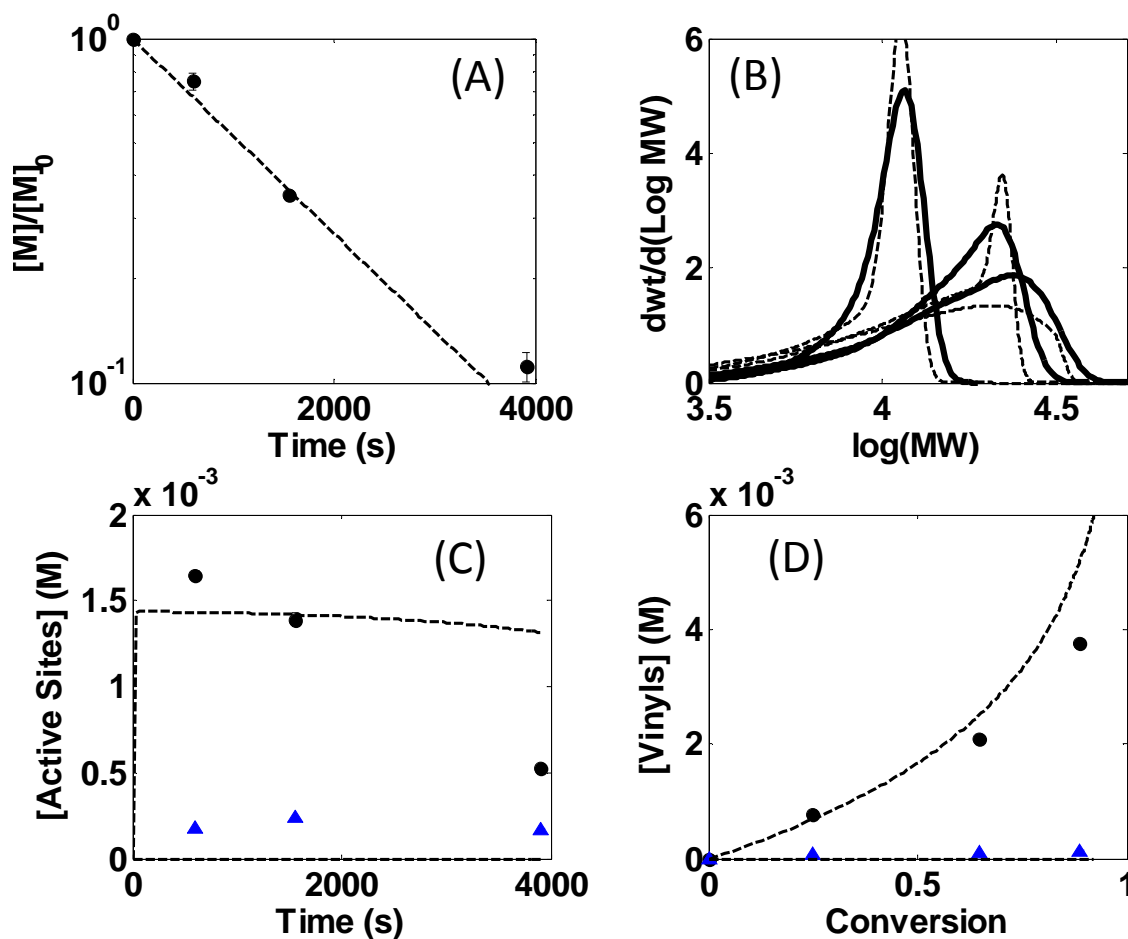 (A)
10^0
10^-1
[M]/[M]_0
0 2000 4000
Time (s)
(B)
6
4
2
0
dwt/d(Log MW)
3.5 4 4.5
log(MW)
x 10^-3
(C)
2
1.5
1
0.5
0
[Active Sites] (M)
0 2000 4000
Time (s)
x 10^-3
(D)
6
4
2
0
[Vinyls] (M)
0 0.5 1
Conversion